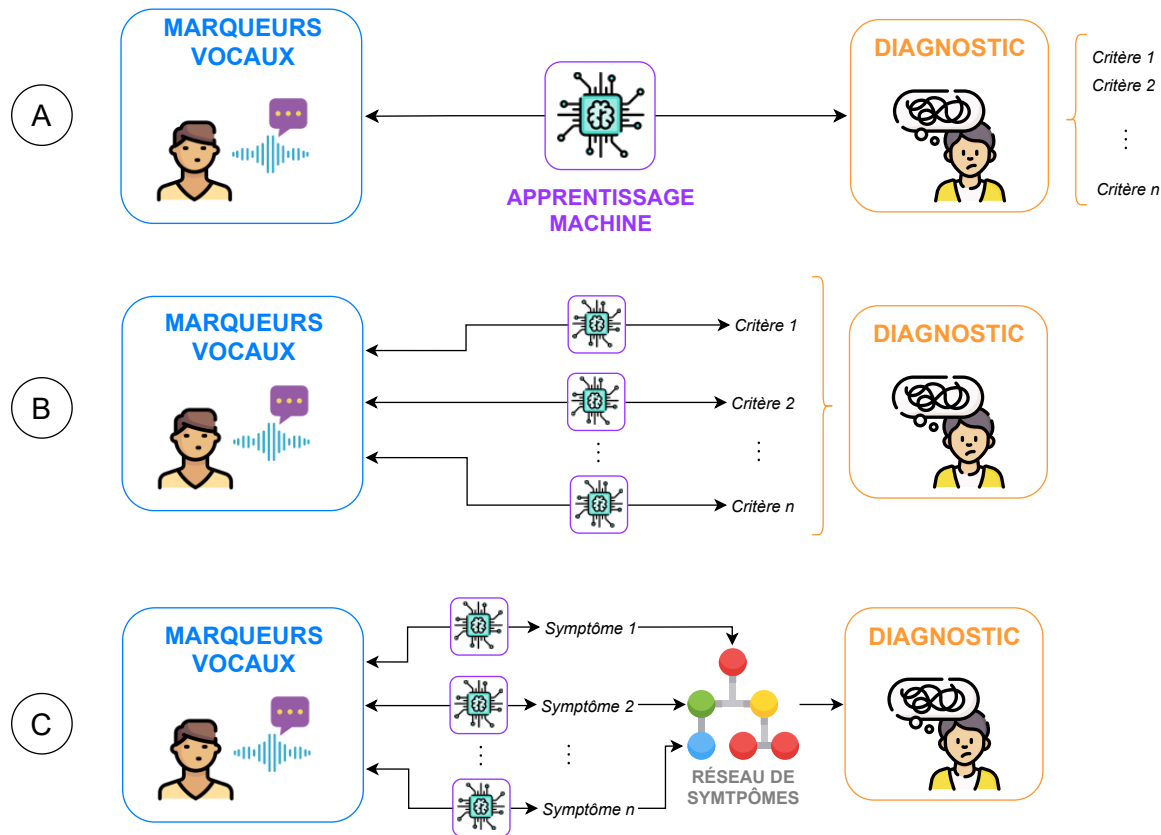 A
MARQUEURS
VOCAUX
APPRENTISSAGE
MACHINE
DIAGNOSTIC
Critère 1
Critère 2
Critère n
B
MARQUEURS
VOCAUX
Critère 1
Critère 2
Critère n
DIAGNOSTIC
C
MARQUEURS
VOCAUX
Symptôme 1
Symptôme 2
Symptôme n
RÉSEAU DE
SYMTPÔMES
DIAGNOSTIC